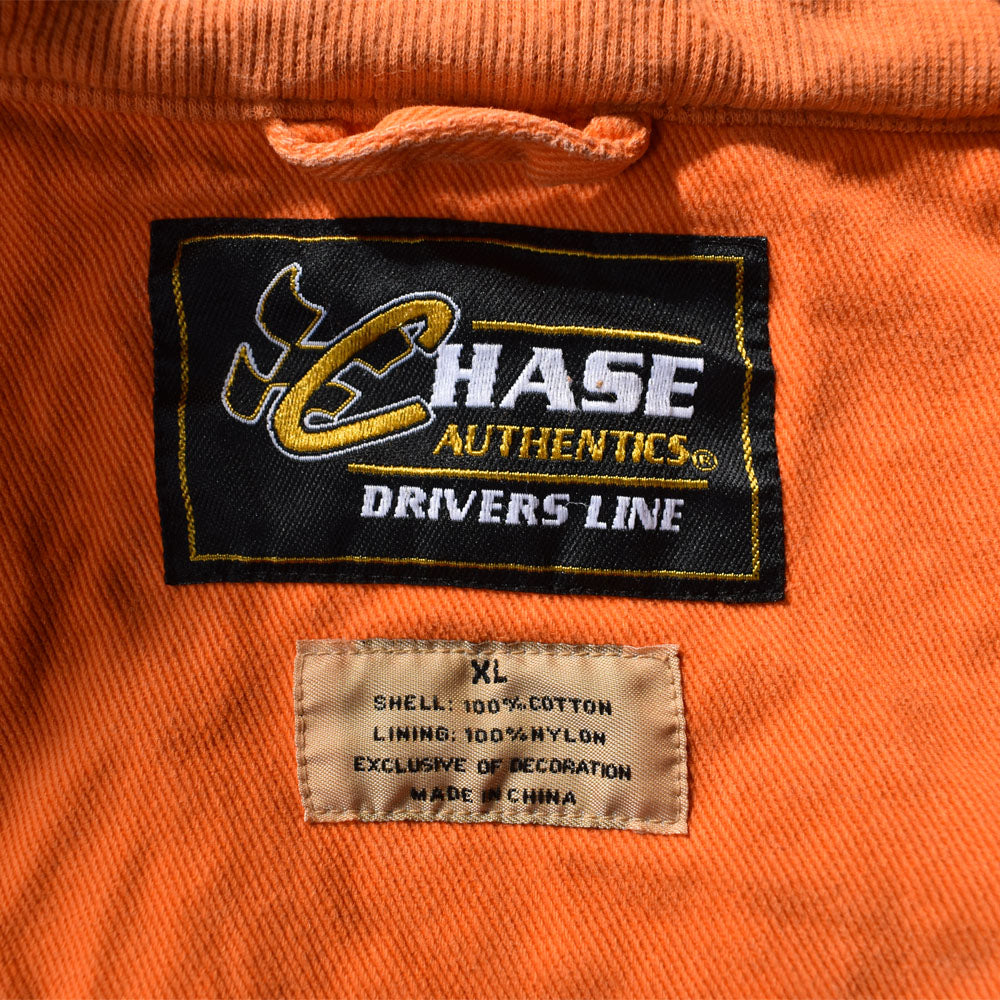 CHASE
AUTHENTICS®
DRIVERS LINE
XL
SHELL: 100% COTTON
LINING: 100% NYLON
EXCLUSIVE OF DECORATION
MADE IN CHINA